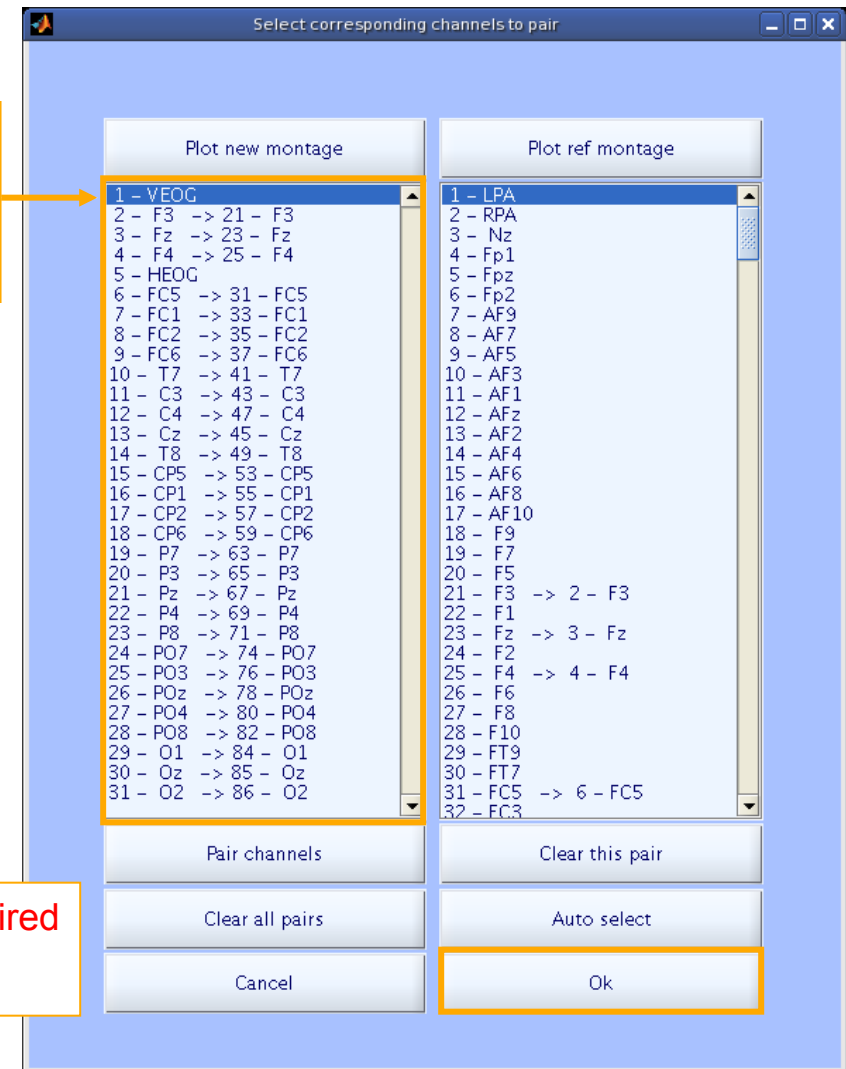 Select corresponding channels to pair
Plot new montage
Plot ref montage
1 – VEOG
2 – F3 -> 21 – F3
3 – Fz -> 23 – Fz
4 – F4 -> 25 – F4
5 – HEOG
6 – FC5 -> 31 – FC5
7 – FC1 -> 33 – FC1
8 – FC2 -> 35 – FC2
9 – FC6 -> 37 – FC6
10 – T7 -> 41 – T7
11 – C3 -> 43 – C3
12 – C4 -> 47 – C4
13 – Cz -> 45 – Cz
14 – T8 -> 49 – T8
15 – CP5 -> 53 – CP5
16 – CP1 -> 55 – CP1
17 – CP2 -> 57 – CP2
18 – CP6 -> 59 – CP6
19 – P7 -> 63 – P7
20 – P3 -> 65 – P3
21 – Pz -> 67 – Pz
22 – P4 -> 69 – P4
23 – P8 -> 71 – P8
24 – PO7 -> 74 – PO7
25 – PO3 -> 76 – PO3
26 – POz -> 78 – POz
27 – PO4 -> 80 – PO4
28 – PO8 -> 82 – PO8
29 – O1 -> 84 – O1
30 – Oz -> 85 – Oz
31 – O2 -> 86 – O2
1 – LPA
2 – RPA
3 – Nz
4 – Fp1
5 – Fpz
6 – Fp2
7 – AF9
8 – AF7
9 – AF5
10 – AF3
11 – AF1
12 – AFz
13 – AF2
14 – AF4
15 – AF6
16 – AF8
17 – AF10
18 – F9
19 – F7
20 – F5
21 – F3 -> 2 – F3
22 – F1
23 – Fz -> 3 – Fz
24 – F2
25 – F4 -> 4 – F4
26 – F6
27 – F8
28 – F10
29 – FT9
30 – FT7
31 – FC5 -> 6 – FC5
32 – FC3
Pair channels
Clear this pair
ired
Clear all pairs
Auto select
Cancel
Ok